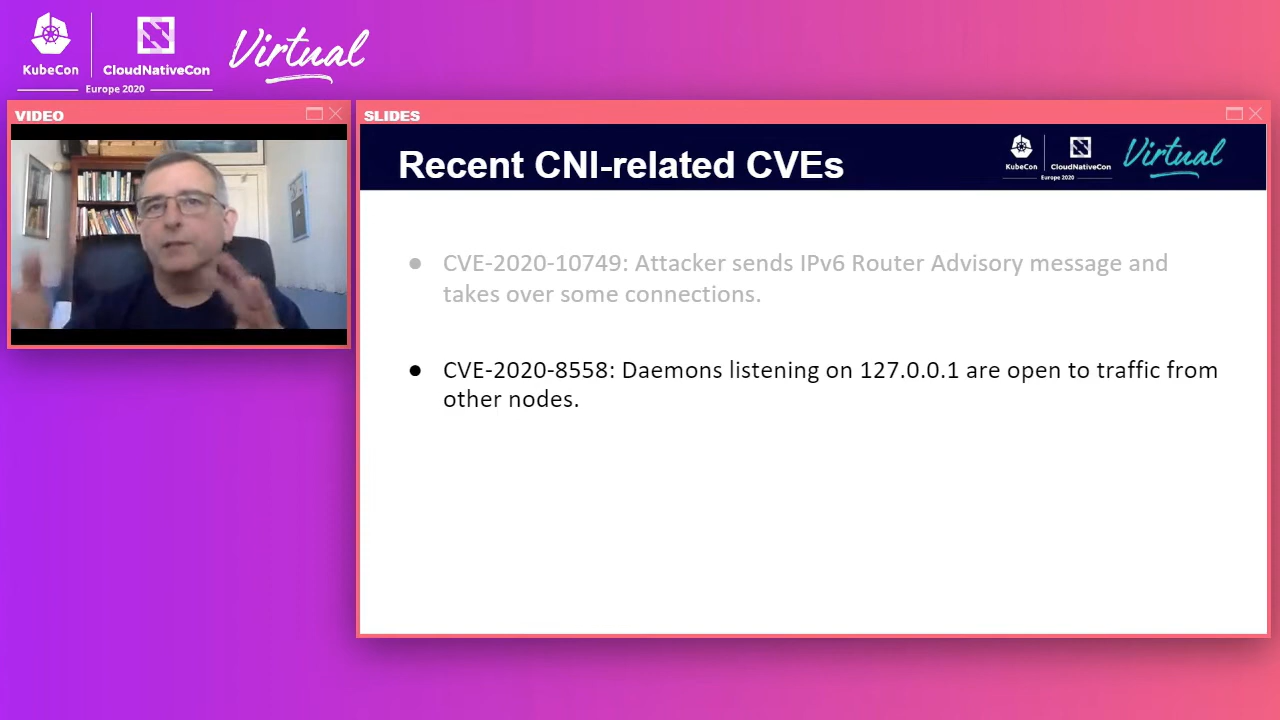 KubeCon
CloudNativeCon
Virtual
Europe 2020
VIDEO
SLIDES
Recent CNI-related CVEs
KubeCon
CloudNativeCon
Virtual
Europe 2020
● CVE-2020-10749: Attacker sends IPv6 Router Advisory message and
takes over some connections.
● CVE-2020-8558: Daemons listening on 127.0.0.1 are open to traffic from
other nodes.